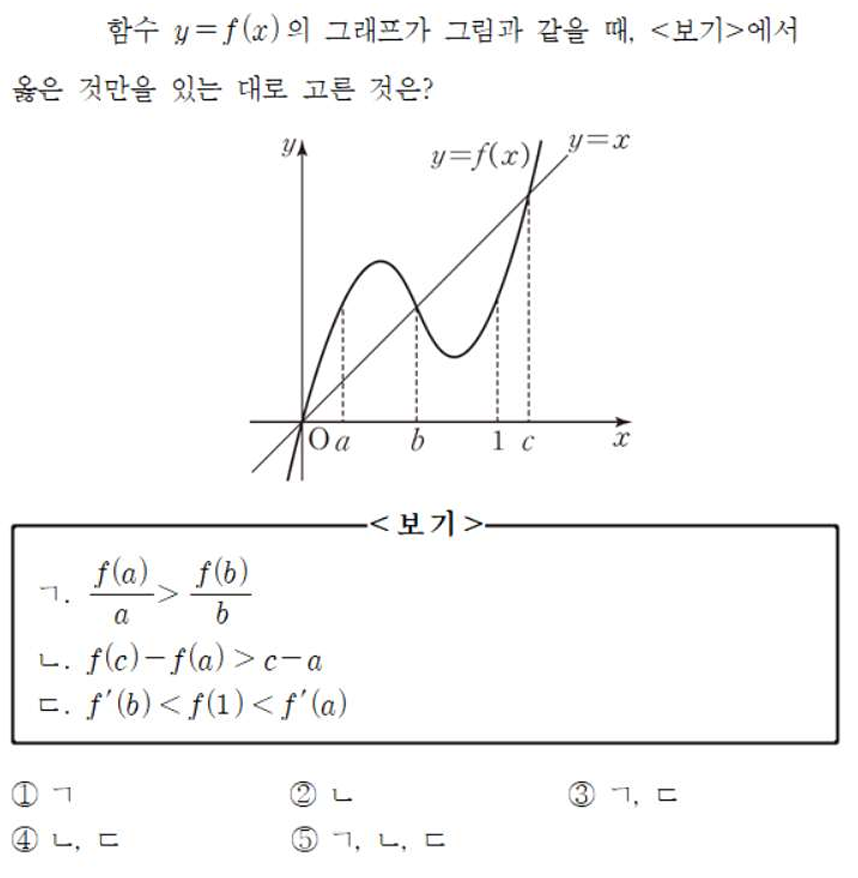 함수 y=f(x)의 그래프가 그림과 같을 때, <보기>에서
옳은 것만을 있는 대로 고른 것은?
y
y=f(x)
y=x
O a b 1 c x
<보기>
ㄱ. f(a)/a > f(b)/b
ㄴ. f(c)-f(a)>c-a
ㄷ. f'(b)<f(1)<f'(a)
① ㄱ ② ㄴ ③ ㄱ, ㄷ
④ ㄴ, ㄷ ⑤ ㄱ, ㄴ, ㄷ